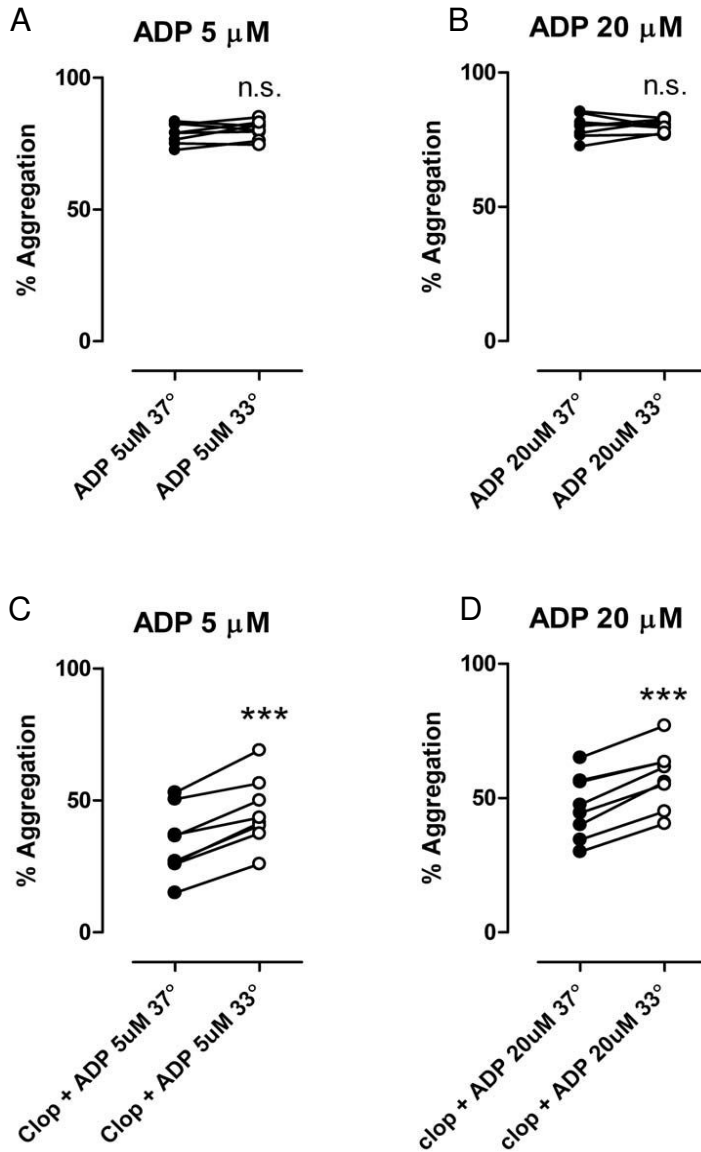 A
ADP 5 μM
n.s.
100
50
0
% Aggregation
ADP 5uM 37°
ADP 5uM 33°
B
ADP 20 μM
n.s.
100
50
0
% Aggregation
ADP 20uM 37°
ADP 20uM 33°
C
ADP 5 μM
***
100
50
0
% Aggregation
Clop + ADP 5uM 37°
Clop + ADP 5uM 33°
D
ADP 20 μM
***
100
50
0
% Aggregation
clop + ADP 20uM 37°
clop + ADP 20uM 33°